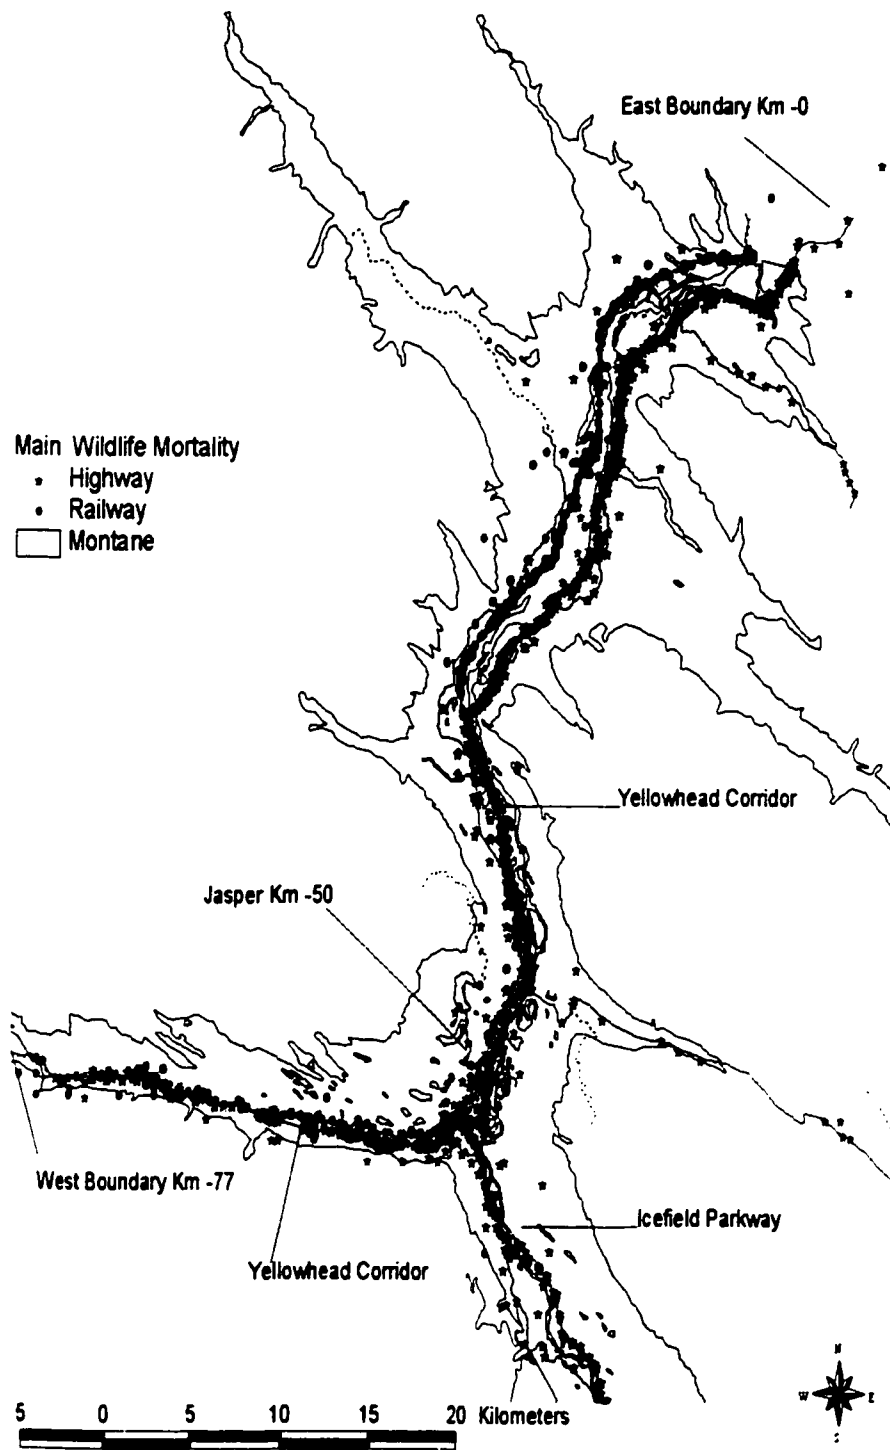 East Boundary Km -0
Main Wildlife Mortality
Highway
Railway
Montane
Yellowhead Corridor
Jasper Km -50
West Boundary Km -77
Icefield Parkway
Yellowhead Corridor
5 0 5 10 15 20 Kilometers
N
W E
S